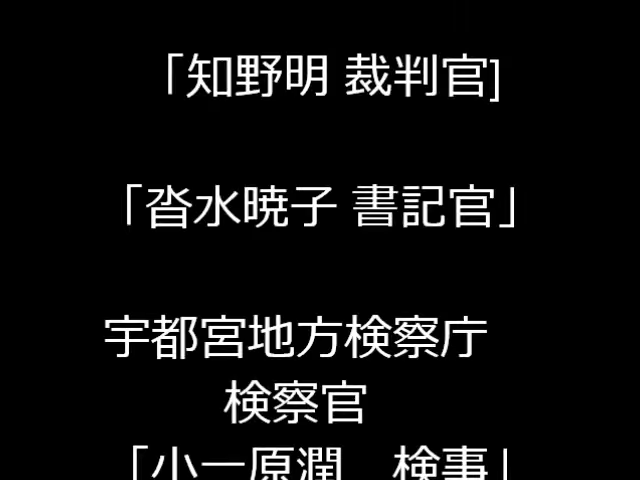 「知野明 裁判官]
「沓水暁子 書記官」
宇都宮地方検察庁
検察官
「小一原潤　検事」